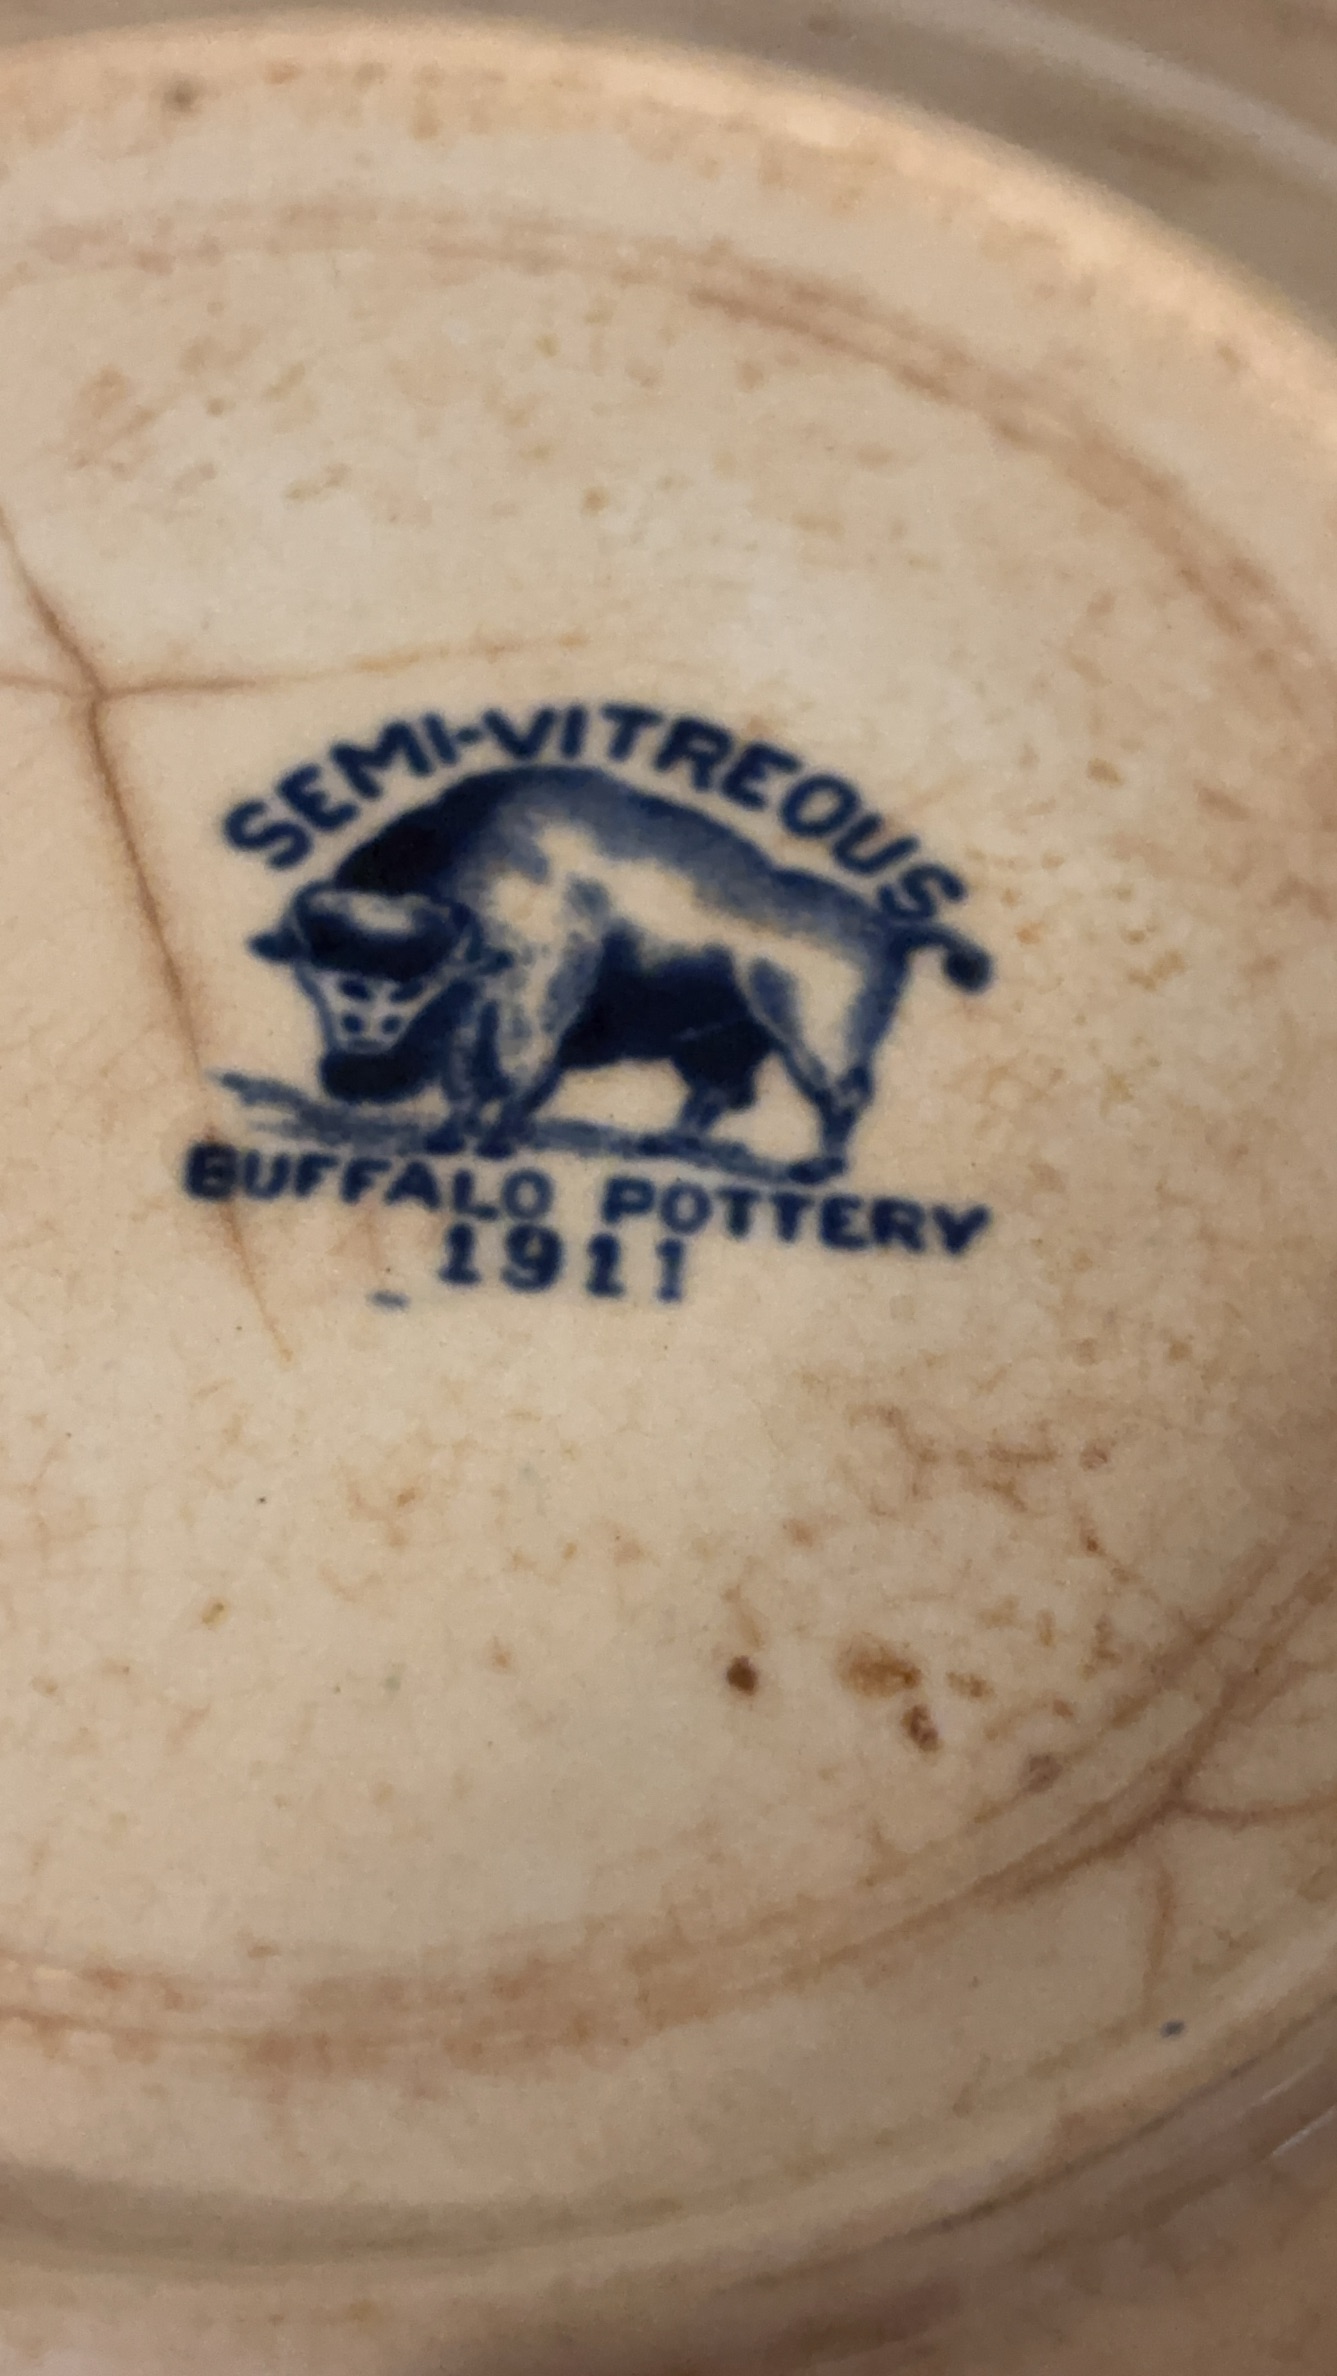 SEMI-VITREOUS
BUFFALO POTTERY
1911